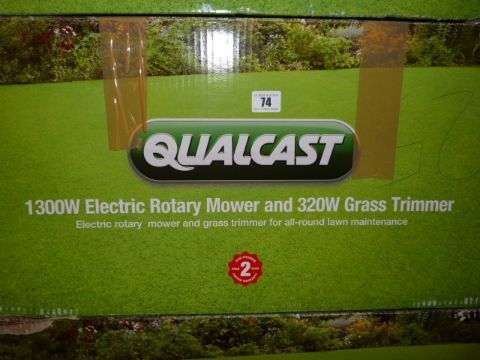 74
QUALCAST
1300W Electric Rotary Mower and 320W Grass Trimmer
Electric rotary mower and grass trimmer for all-round lawn maintenance
2